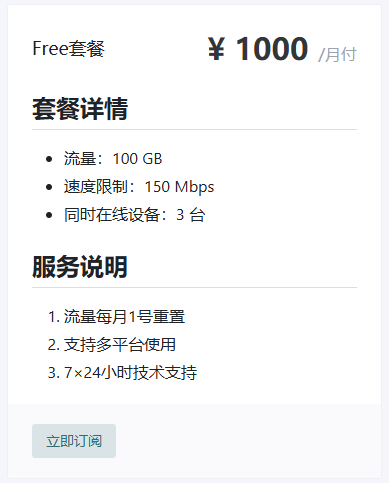 Free套餐
¥ 1000 /月付
套餐详情
流量：100 GB
速度限制：150 Mbps
同时在线设备：3 台
服务说明
1. 流量每月1号重置
2. 支持多平台使用
3. 7×24小时技术支持
立即订阅